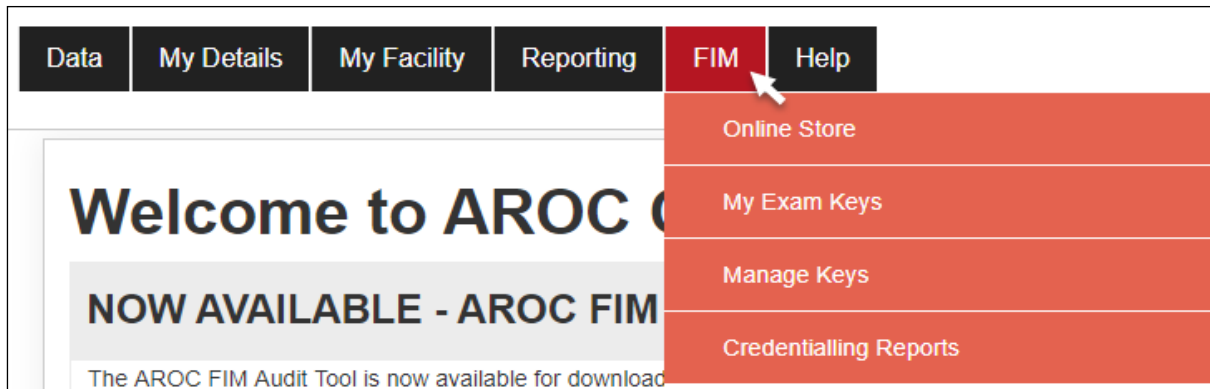 Data My Details My Facility Reporting FIM Help
Online Store
My Exam Keys
Manage Keys
Credentialling Reports
Welcome to AROC
NOW AVAILABLE - AROC FIM
The AROC FIM Audit Tool is now available for download